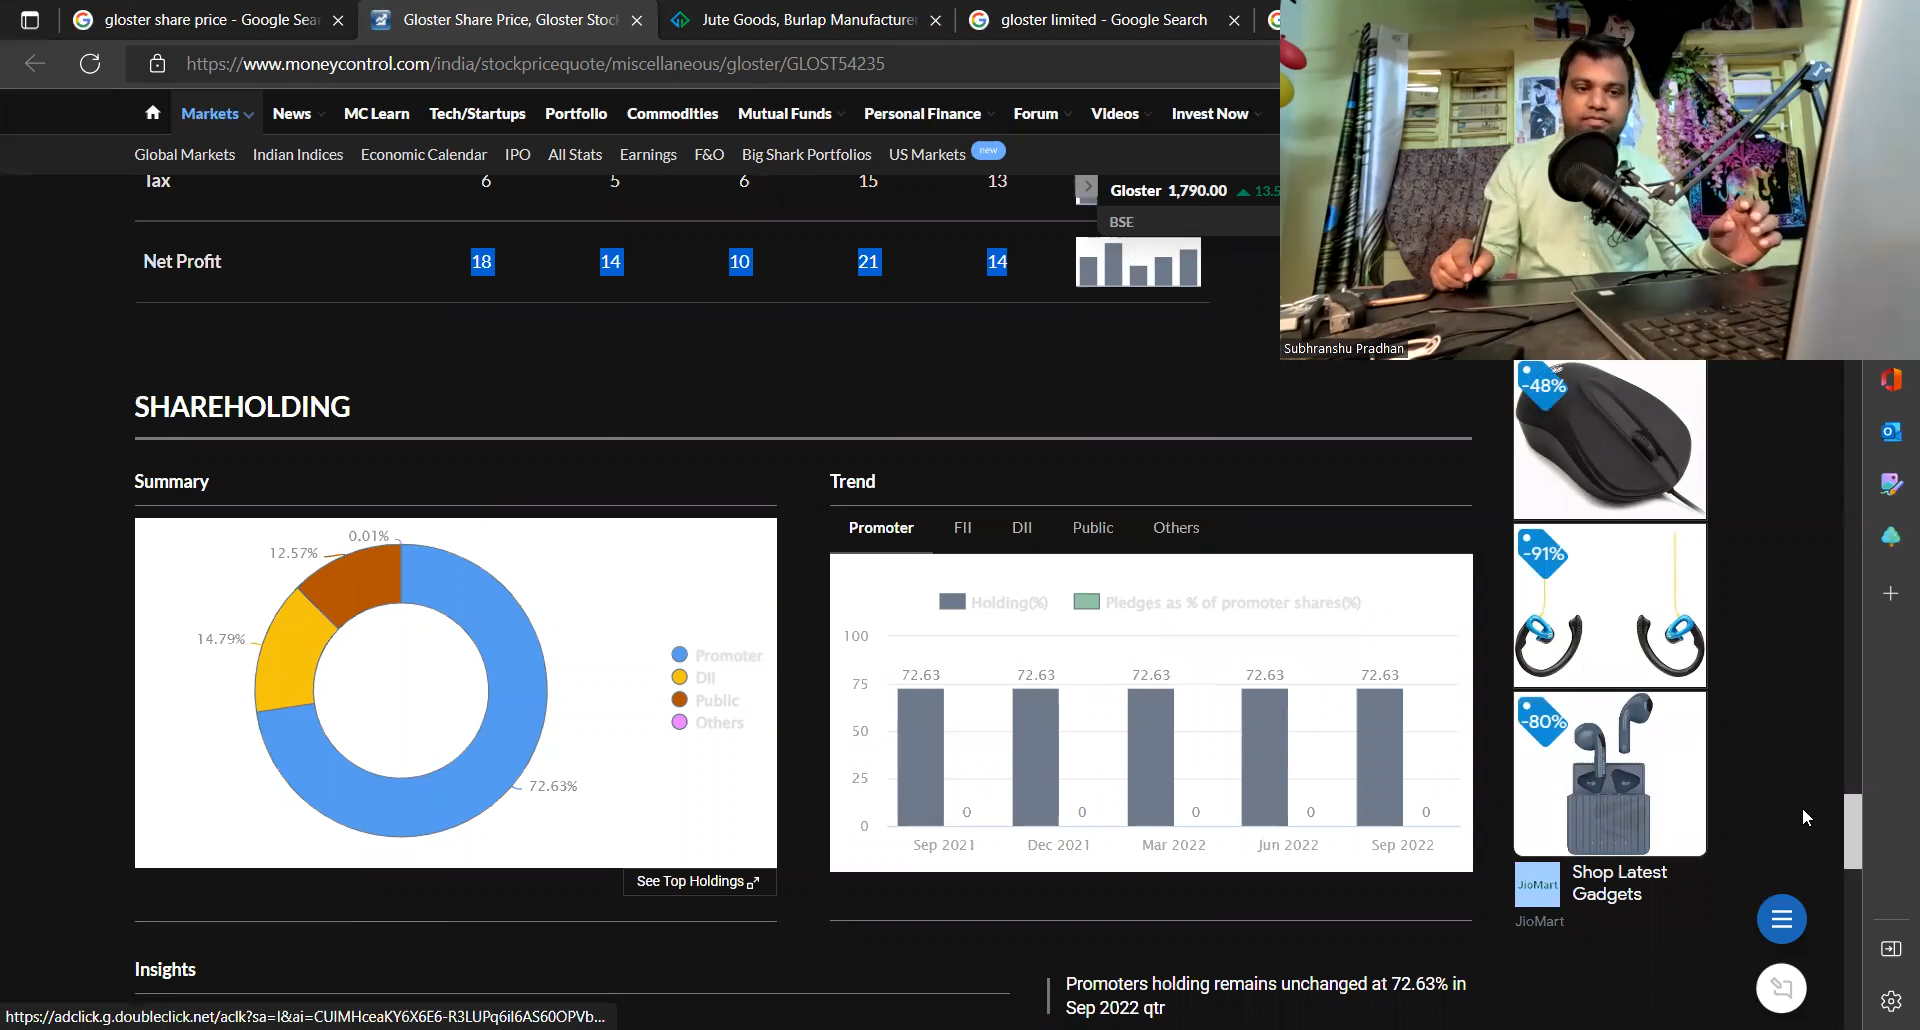 gloster share price - Google Sea
Gloster Share Price, Gloster Stoc
Jute Goods, Burlap Manufacturer
gloster limited - Google Search
https://www.moneycontrol.com/india/stockpricequote/miscellaneous/gloster/GLOST54235
Markets News MC Learn Tech/Startups Portfolio Commodities Mutual Funds Personal Finance Forum Videos Invest Now
Global Markets Indian Indices Economic Calendar IPO All Stats Earnings F&O Big Shark Portfolios US Markets new
Tax 6 5 6 15 13
Gloster 1,790.00 13.5
BSE
Net Profit 18 14 10 21 14
Subhranshu Pradhan
SHAREHOLDING
Summary
0.01%
12.57%
14.79%
72.63%
Promoter
DII
Public
Others
See Top Holdings
Trend
Promoter FII DII Public Others
Holding(%) Pledges as % of promoter shares(%)
100
75
50
25
0
72.63 72.63 72.63 72.63 72.63
0 0 0 0 0
Sep 2021 Dec 2021 Mar 2022 Jun 2022 Sep 2022
-48%
-91%
-80%
JioMart
Shop Latest
Gadgets
JioMart
Insights
Promoters holding remains unchanged at 72.63% in
Sep 2022 qtr
https://adclick.g.doubleclick.net/aclk?sa=l&ai=CUIMHceaKY6X6E6-R3LUPq6il6AS60OPVb...